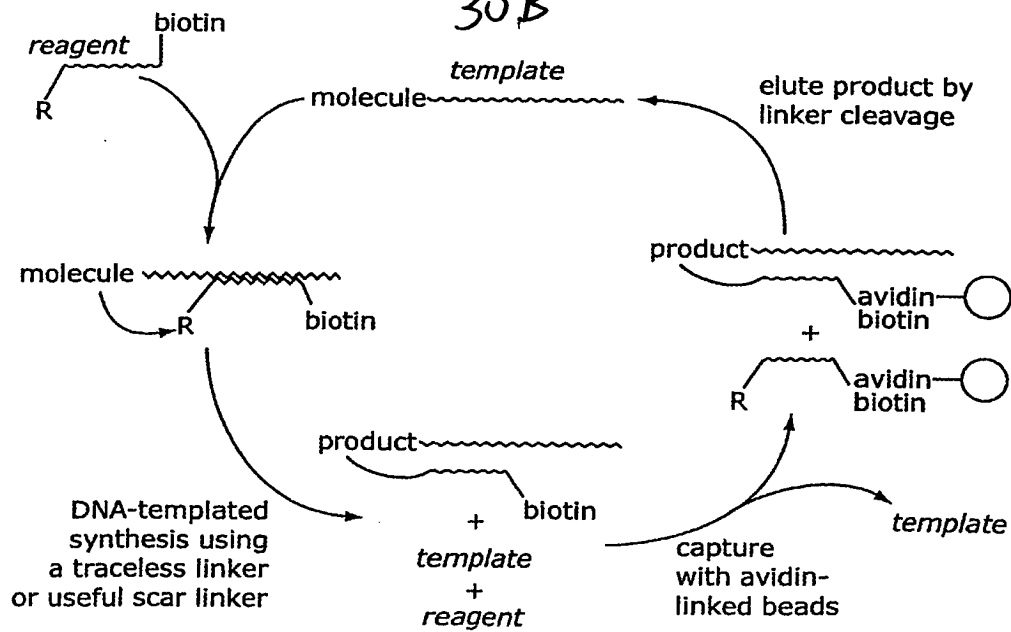 30B
biotin
reagent
R
template
molecule
elute product by
linker cleavage
molecule
R
biotin
product
avidin
biotin
+
R
avidin
biotin
product
biotin
+
template
+
reagent
DNA-templated
synthesis using
a traceless linker
or useful scar linker
capture
with avidin-
linked beads
template